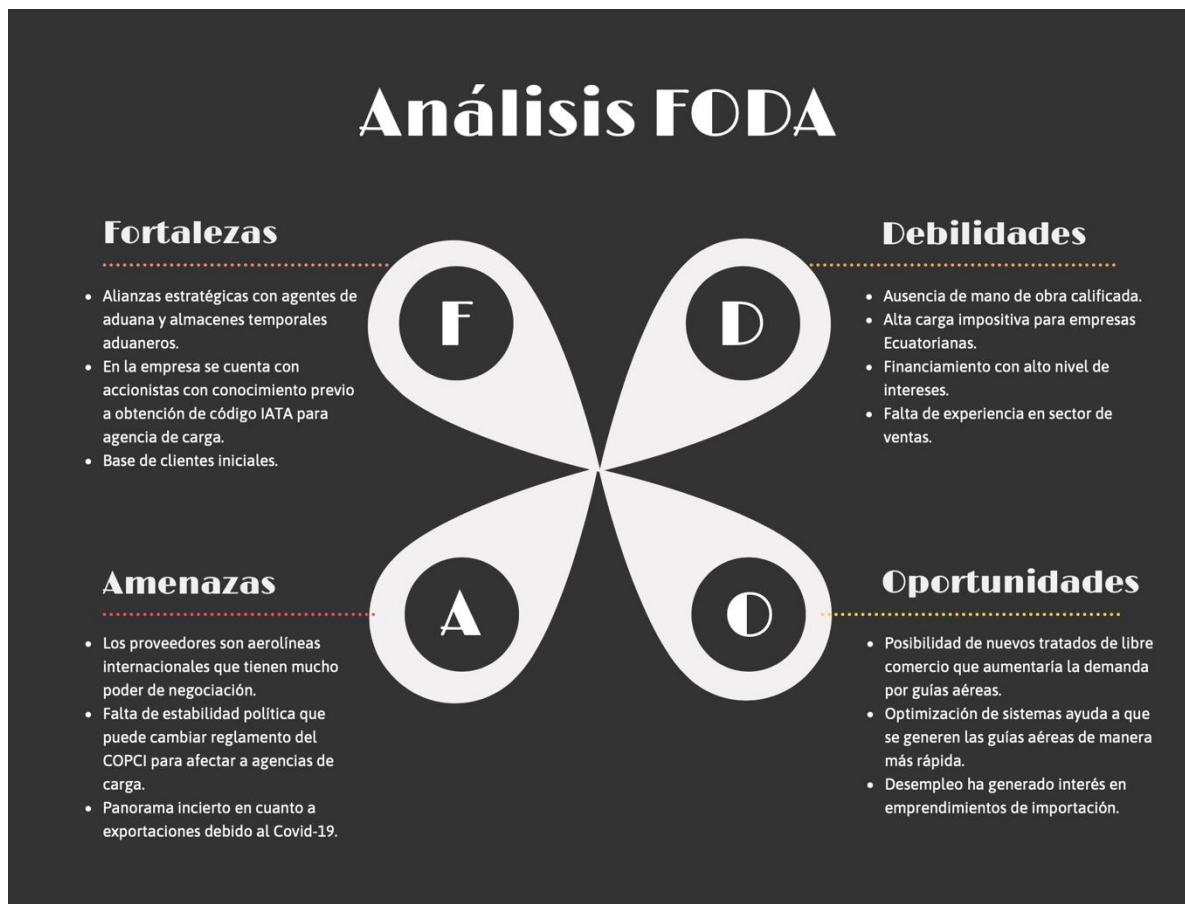 Análisis FODA
Fortalezas
• Alianzas estratégicas con agentes de
aduana y almacenes temporales
aduaneros.
• En la empresa se cuenta con
accionistas con conocimiento previo
a obtención de código IATA para
agencia de carga.
• Base de clientes iniciales.
F
D
Debilidades
• Ausencia de mano de obra calificada.
• Alta carga impositiva para empresas
Ecuatorianas.
• Financiamiento con alto nivel de
intereses.
• Falta de experiencia en sector de
ventas.
Amenazas
• Los proveedores son aerolíneas
internacionales que tienen mucho
poder de negociación.
• Falta de estabilidad política que
puede cambiar reglamento del
COPCI para afectar a agencias de
carga.
• Panorama incierto en cuanto a
exportaciones debido al Covid-19.
A
O
Oportunidades
• Posibilidad de nuevos tratados de libre
comercio que aumentaría la demanda
por guías aéreas.
• Optimización de sistemas ayuda a que
se generen las guías aéreas de manera
más rápida.
• Desempleo ha generado interés en
emprendimientos de importación.